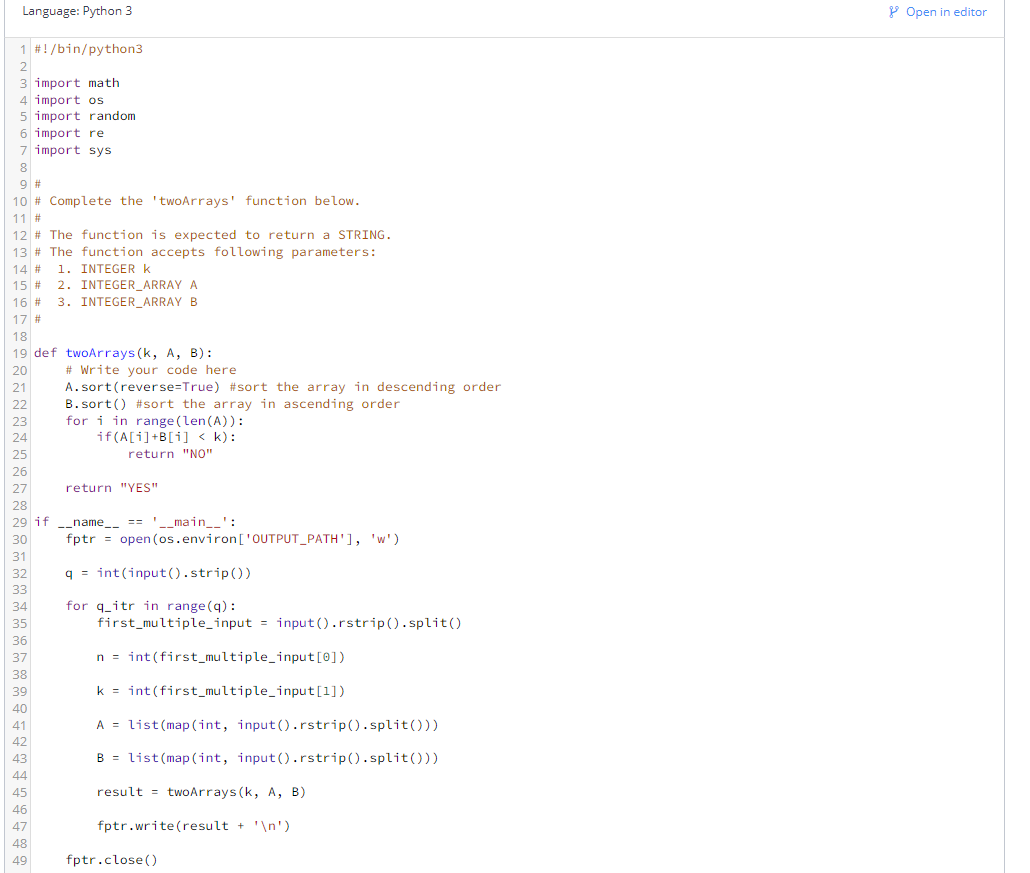 Language: Python 3
Open in editor
1 #!/bin/python3
2
3 import math
4 import os
5 import random
6 import re
7 import sys
8
9 #
10 # Complete the 'twoArrays' function below.
11 #
12 # The function is expected to return a STRING.
13 # The function accepts following parameters:
14 #  1. INTEGER k
15 #  2. INTEGER_ARRAY A
16 #  3. INTEGER_ARRAY B
17 #
18
19 def twoArrays(k, A, B):
20     # Write your code here
21     A.sort(reverse=True) #sort the array in descending order
22     B.sort() #sort the array in ascending order
23     for i in range(len(A)):
24         if(A[i]+B[i] < k):
25             return "NO"
26
27     return "YES"
28
29 if __name__ == '__main__':
30     fptr = open(os.environ['OUTPUT_PATH'], 'w')
31
32     q = int(input().strip())
33
34     for q_itr in range(q):
35         first_multiple_input = input().rstrip().split()
36
37         n = int(first_multiple_input[0])
38
39         k = int(first_multiple_input[1])
40
41         A = list(map(int, input().rstrip().split()))
42
43         B = list(map(int, input().rstrip().split()))
44
45         result = twoArrays(k, A, B)
46
47         fptr.write(result + '\n')
48
49     fptr.close()